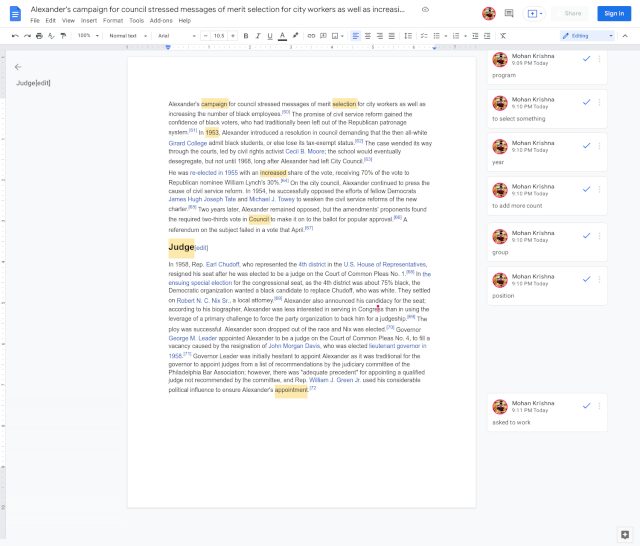 Alexander's campaign for council stressed messages of merit selection for city workers as well as increasi...
File Edit View Insert Format Tools Add-ons Help
Share
Sign in
100% Normal text Arial 10.5 B I U A Editing
Judge[edit]
Alexander's campaign for council stressed messages of merit selection for city workers as well as
increasing the number of black employees.[50] The promise of civil service reform gained the
confidence of black voters, who had traditionally been left out of the Republican patronage
system.[51] In 1953, Alexander introduced a resolution in council demanding that the then all-white
Girard College admit black students, or else lose its tax-exempt status.[62] The case wended its way
through the courts, led by civil rights activist Cecil B. Moore; the school would eventually
desegregate, but not until 1968, long after Alexander had left City Council.[63]
He was re-elected in 1955 with an increased share of the vote, receiving 70% of the vote to
Republican nominee William Lynch's 30%.[64] On the city council, Alexander continued to press the
cause of civil service reform. In 1954, he successfully opposed the efforts of fellow Democrats
James Hugh Joseph Tate and Michael J. Towey to weaken the civil service reforms of the new
charter.[65] Two years later, Alexander remained opposed, but the amendments' proponents found
the required two-thirds vote in Council to make it on to the ballot for popular approval.[66] A
referendum on the subject failed in a vote that April.[67]
Judge[edit]
In 1958, Rep. Earl Chudoff, who represented the 4th district in the U.S. House of Representatives,
resigned his seat after he was elected to be a judge on the Court of Common Pleas No. 1.[68] In the
ensuing special election for the congressional seat, as the 4th district was about 75% black, the
Democratic organization wanted a black candidate to replace Chudoff, who was white. They settled
on Robert N. C. Nix Sr., a local attorney.[69] Alexander also announced his candidacy for the seat;
according to his biographer, Alexander was less interested in serving in Congress than in using the
leverage of a primary challenge to force the party organization to back him for a judgeship.[69] The
ploy was successful. Alexander soon dropped out of the race and Nix was elected.[70] Governor
George M. Leader appointed Alexander to be a judge on the Court of Common Pleas No. 4, to fill a
vacancy caused by the resignation of John Morgan Davis, who was elected lieutenant governor in
1958.[71] Governor Leader was initially hesitant to appoint Alexander as it was traditional for the
governor to appoint judges from a list of recommendations by the judiciary committee of the
Philadelphia Bar Association; however, there was "adequate precedent" for appointing a qualified
judge not recommended by the committee, and Rep. William J. Green Jr. used his considerable
political influence to ensure Alexander's appointment.[72
Mohan Krishna
9:09 PM Today
program
Mohan Krishna
9:10 PM Today
to select something
Mohan Krishna
9:10 PM Today
year
Mohan Krishna
9:10 PM Today
to add more count
Mohan Krishna
9:10 PM Today
group
Mohan Krishna
9:10 PM Today
position
Mohan Krishna
9:11 PM Today
asked to work